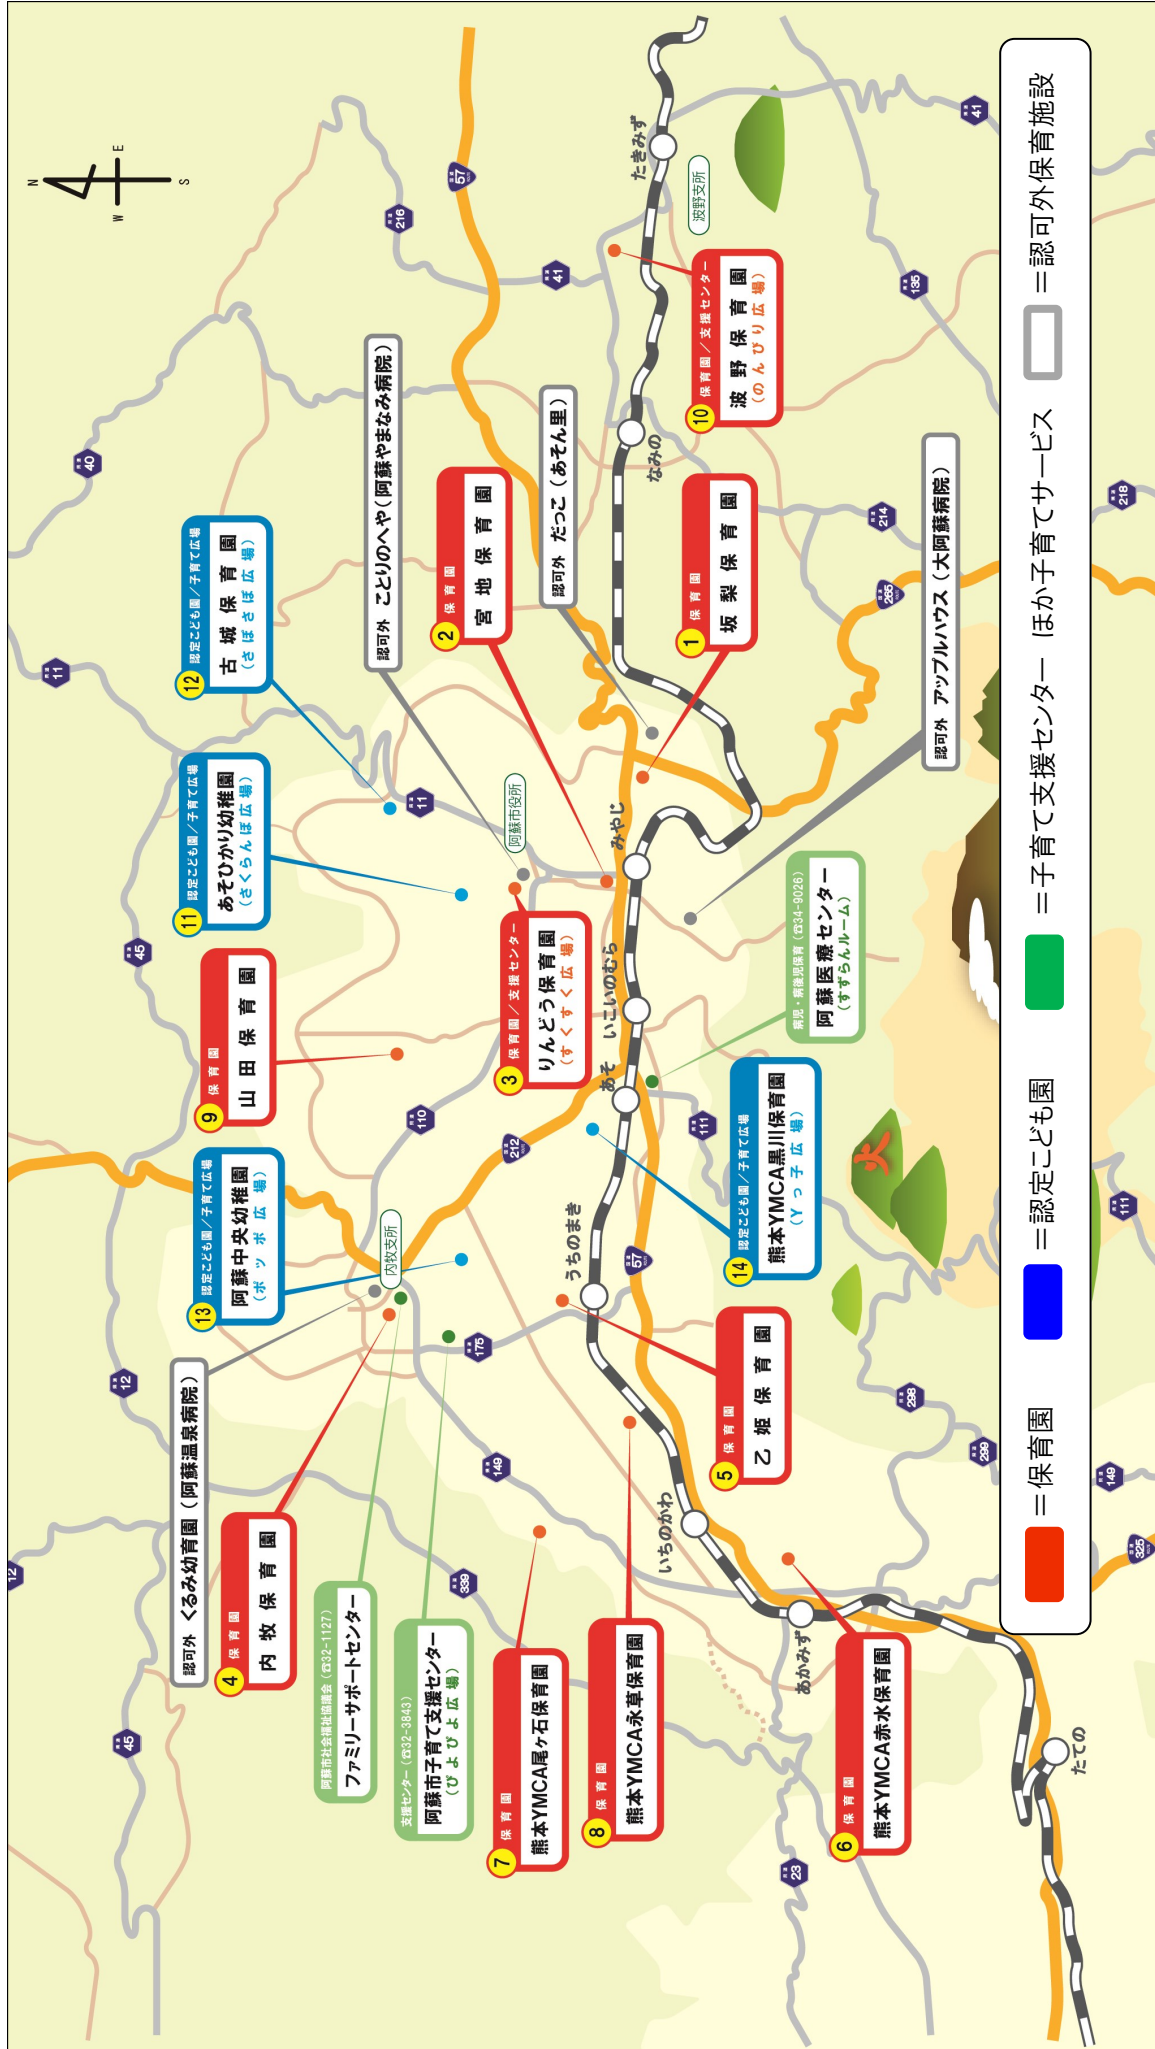 N
W
E
S
認定こども園/子育て広場
13
阿蘇中央幼稚園
(ポッポ広場)
保育園
9
山田保育園
認定こども園/子育て広場
11
あそひかり幼稚園
(さくらんぼ広場)
認定こども園/子育て広場
12
古城保育園
(さぼさぼ広場)
認可外 くるみ幼育園(阿蘇温泉病院)
保育園
4
内牧保育園
阿蘇市社会福祉協議会(☎32-1127)
ファミリーサポートセンター
支援センター(☎32-3843)
阿蘇市子育て支援センター
(ぴよぴよ広場)
保育園
7
熊本YMCA尾ヶ石保育園
保育園
8
熊本YMCA永草保育園
保育園
6
熊本YMCA赤水保育園
保育園
5
乙姫保育園
認定こども園/子育て広場
14
熊本YMCA黒川保育園
(Yっ子広場)
病児・病後児保育(☎34-9026)
阿蘇医療センター
(すずらんルーム)
保育園/支援センター
3
りんどう保育園
(すくすく広場)
認可外 ことりのへや(阿蘇やまなみ病院)
保育園
2
宮地保育園
認可外 だっこ(あそん里)
保育園
1
坂梨保育園
認可外 アップルハウス(大阿蘇病院)
保育園/支援センター
10
波野保育園
(のんびり広場)
内牧支所
阿蘇市役所
波野支所
たての
あかみず
いちのかわ
うちのまき
あそ
いこいのむら
みやじ
なみの
たきみず
45
12
12
45
11
40
216
57
41
41
135
214
218
265
11
110
212
175
149
339
57
111
111
298
299
149
325
23
=保育園
=認定こども園
=子育て支援センター ほか子育てサービス
=認可外保育施設